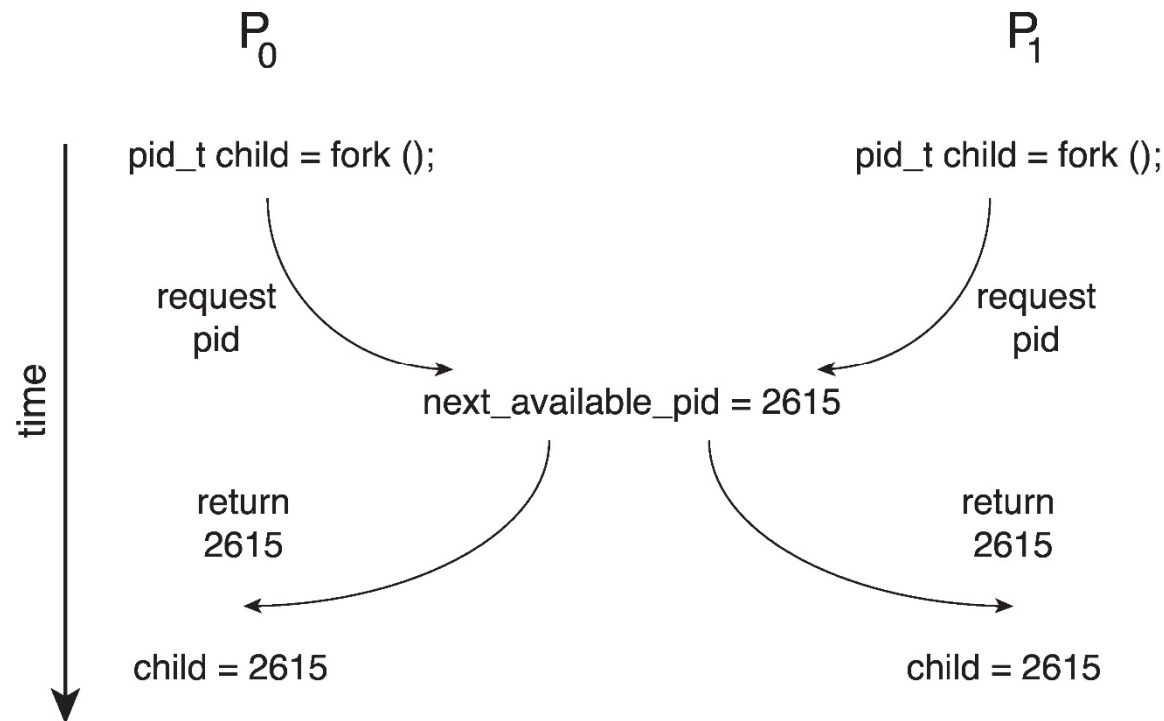 P0
P1
pid_t child = fork ();
pid_t child = fork ();
request
pid
request
pid
time
next_available_pid = 2615
return
2615
return
2615
child = 2615
child = 2615